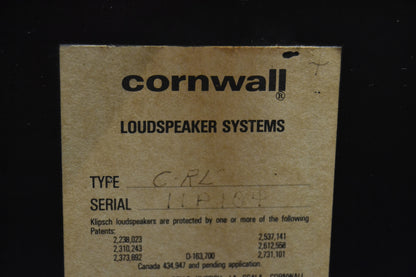 cornwall®
LOUDSPEAKER SYSTEMS
TYPE C-RL
SERIAL
Klipsch loudspeakers are protected by one or more of the following
Patents:
2,238,023 2,537,141
2,310,243 2,612,558
2,373,692 D-163,700 2,731,101
Canada 434,947 and pending application.